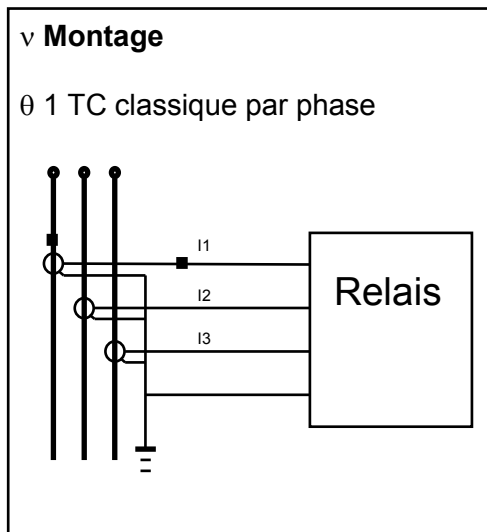 ν Montage
θ 1 TC classique par phase
I1
I2
I3
Relais